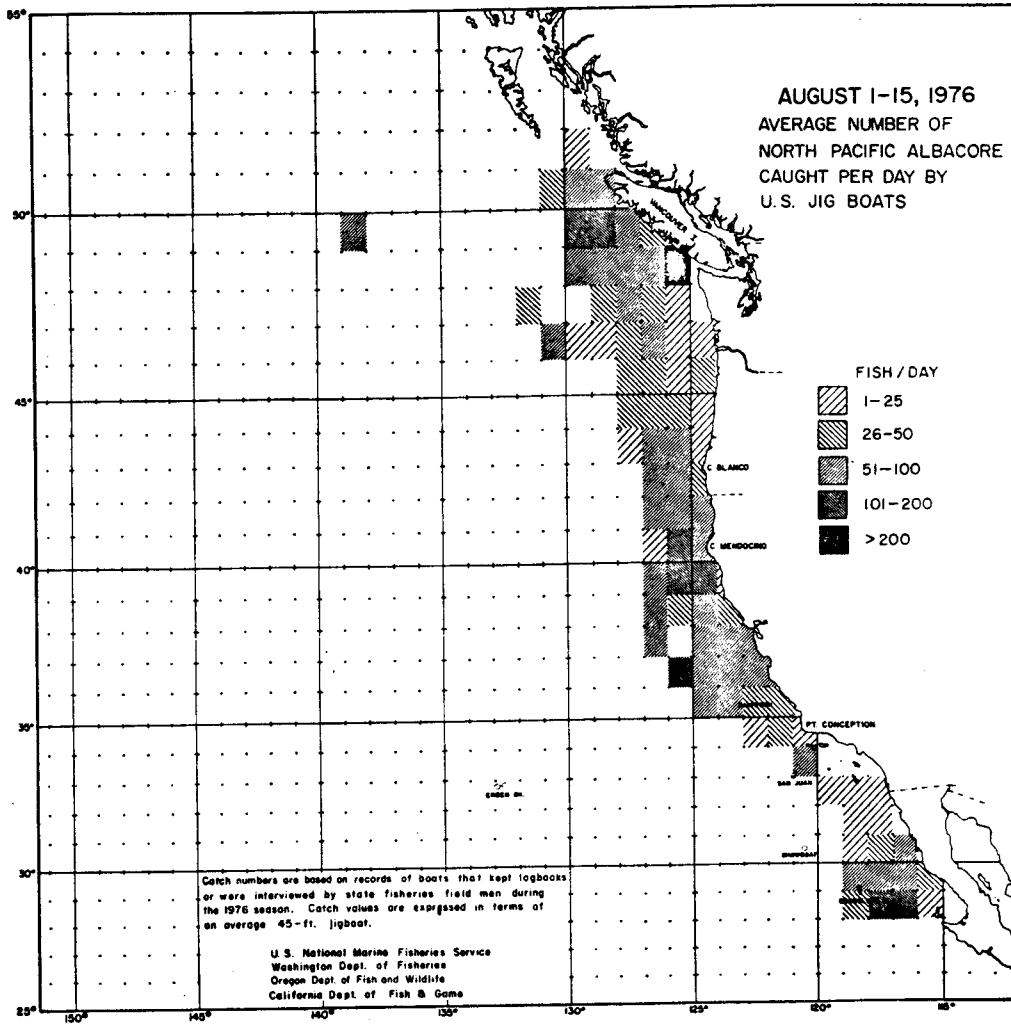 AUGUST 1-15, 1976
AVERAGE NUMBER OF
NORTH PACIFIC ALBACORE
CAUGHT PER DAY BY
U.S. JIG BOATS
55°
50°
45°
40°
35°
30°
25°
VANCOUVER I.
C BLANCO
C MENDOCINO
PT. CONCEPTION
SAN JUAN
ERBEN BK.
FISH / DAY
1-25
26-50
51-100
101-200
>200
Catch numbers are based on records of boats that kept logbooks
or were interviewed by state fisheries field men during
the 1976 season. Catch values are expressed in terms of
an average 45-ft. jigboat.
U.S. National Marine Fisheries Service
Washington Dept. of Fisheries
Oregon Dept. of Fish and Wildlife
California Dept. of Fish & Game
150° 145° 140° 135° 130° 125° 120° 115°